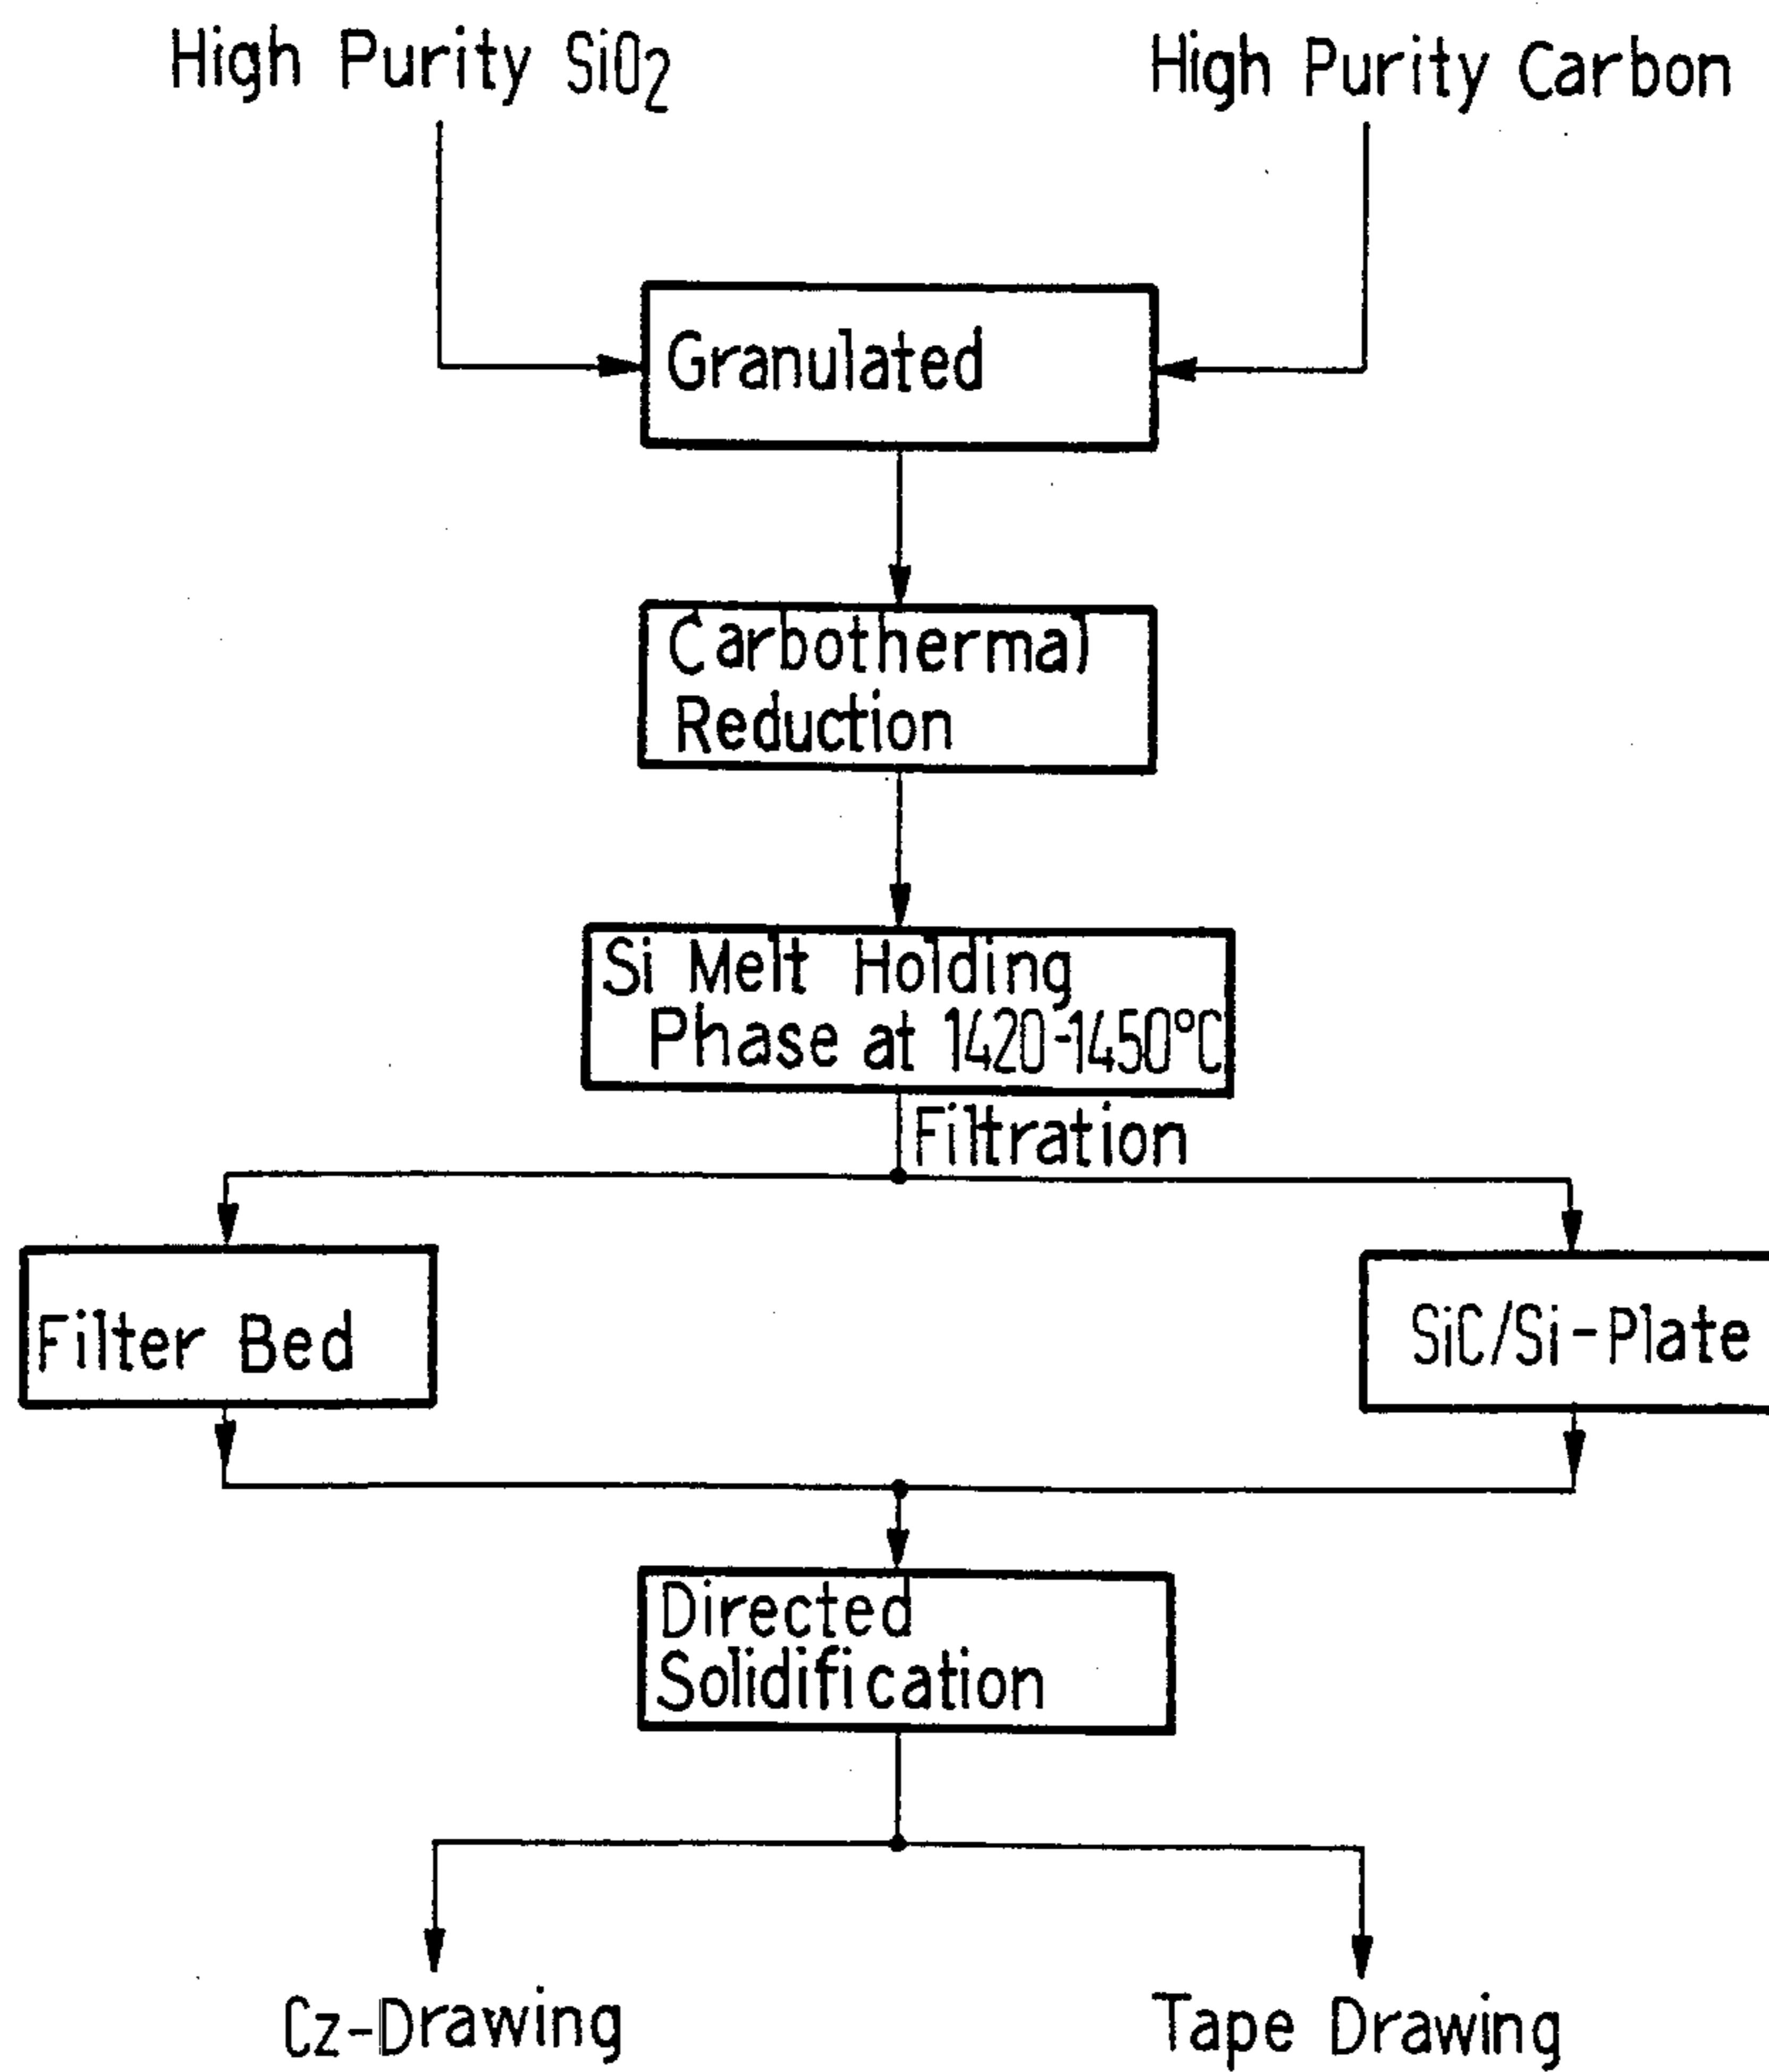 High Purity SiO₂
High Purity Carbon
Granulated
Carbothermal
Reduction
Si Melt Holding
Phase at 1420-1450°C
Filtration
Filter Bed
SiC/Si-Plate
Directed
Solidification
Cz-Drawing
Tape Drawing